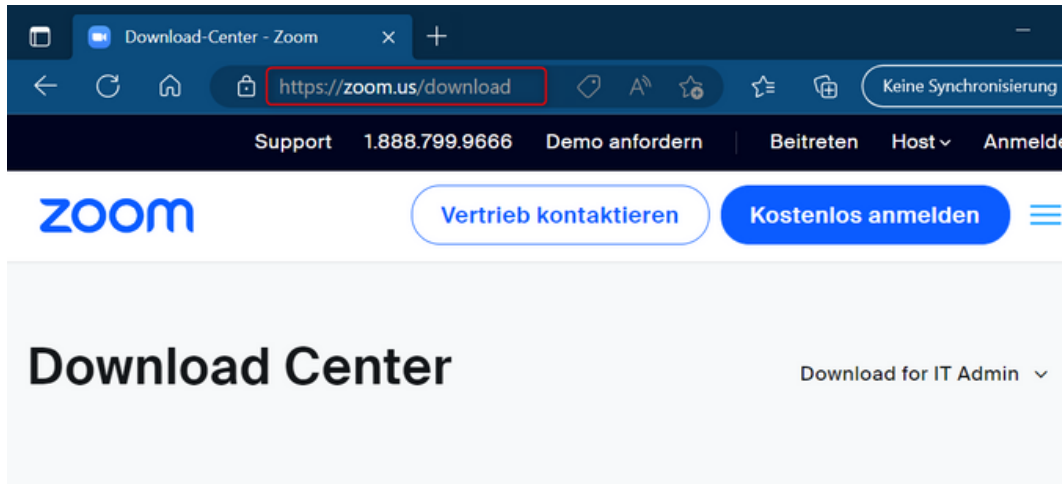 Download-Center - Zoom
https://zoom.us/download
Keine Synchronisierung
Support 1.888.799.9666 Demo anfordern Beitreten Host Anmelde
zoom Vertrieb kontaktieren Kostenlos anmelden
Download Center Download for IT Admin